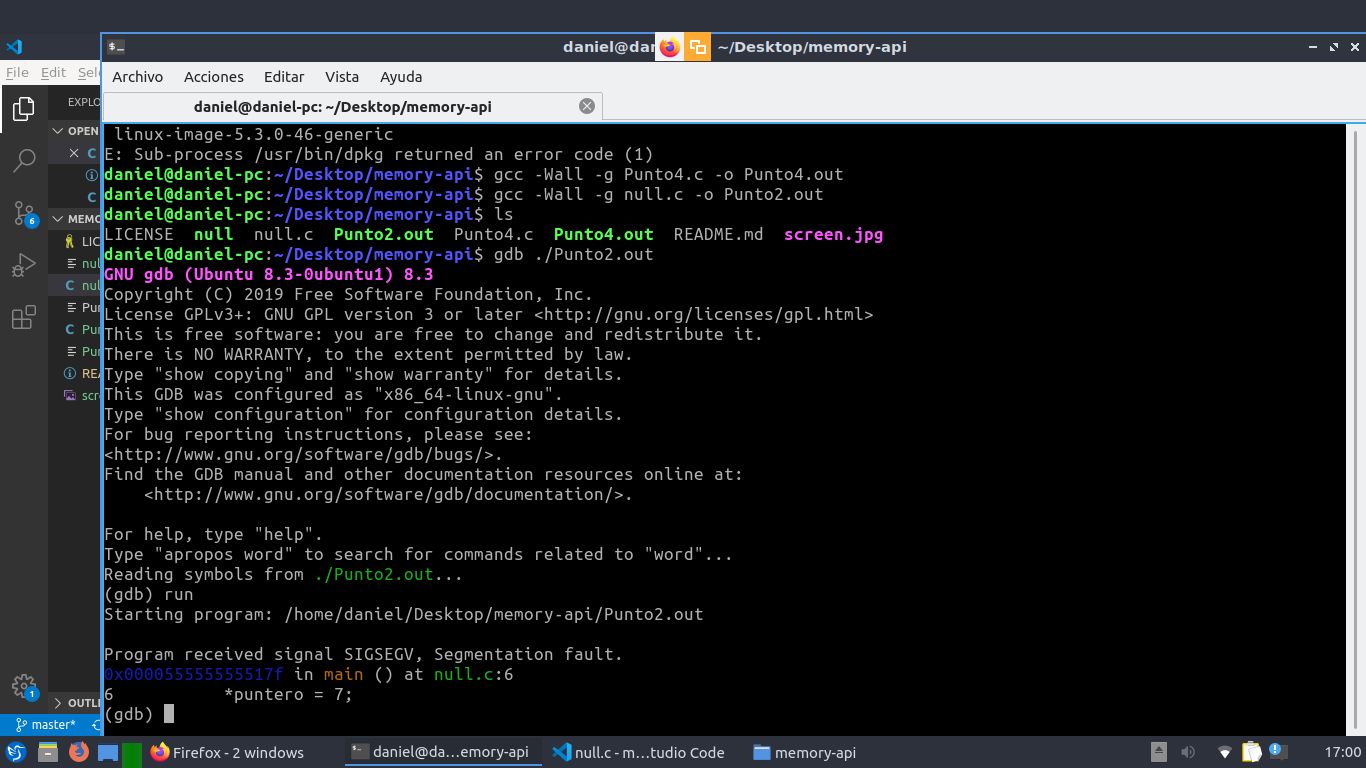 daniel@da
~/Desktop/memory-api
File Edit Sel
Archivo Acciones Editar Vista Ayuda
daniel@daniel-pc: ~/Desktop/memory-api
EXPLO
OPEN
C
C
MEMO
LIC
nul
C nul
Pun
C Pun
Pun
REA
scre
OUTLI
6
1
master*
linux-image-5.3.0-46-generic
E: Sub-process /usr/bin/dpkg returned an error code (1)
daniel@daniel-pc:~/Desktop/memory-api$ gcc -Wall -g Punto4.c -o Punto4.out
daniel@daniel-pc:~/Desktop/memory-api$ gcc -Wall -g null.c -o Punto2.out
daniel@daniel-pc:~/Desktop/memory-api$ ls
LICENSE null null.c Punto2.out Punto4.c Punto4.out README.md screen.jpg
daniel@daniel-pc:~/Desktop/memory-api$ gdb ./Punto2.out
GNU gdb (Ubuntu 8.3-0ubuntu1) 8.3
Copyright (C) 2019 Free Software Foundation, Inc.
License GPLv3+: GNU GPL version 3 or later <http://gnu.org/licenses/gpl.html>
This is free software: you are free to change and redistribute it.
There is NO WARRANTY, to the extent permitted by law.
Type "show copying" and "show warranty" for details.
This GDB was configured as "x86_64-linux-gnu".
Type "show configuration" for configuration details.
For bug reporting instructions, please see:
<http://www.gnu.org/software/gdb/bugs/>.
Find the GDB manual and other documentation resources online at:
<http://www.gnu.org/software/gdb/documentation/>.
For help, type "help".
Type "apropos word" to search for commands related to "word"...
Reading symbols from ./Punto2.out...
(gdb) run
Starting program: /home/daniel/Desktop/memory-api/Punto2.out
Program received signal SIGSEGV, Segmentation fault.
0x000055555555517f in main () at null.c:6
6 *puntero = 7;
(gdb)
Firefox - 2 windows
daniel@da...emory-api
null.c - m...tudio Code
memory-api
17:00